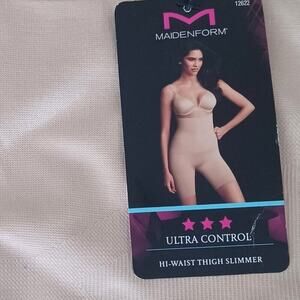 12622
M
MAIDENFORM®
ULTRA CONTROL
HI-WAIST THIGH SLIMMER